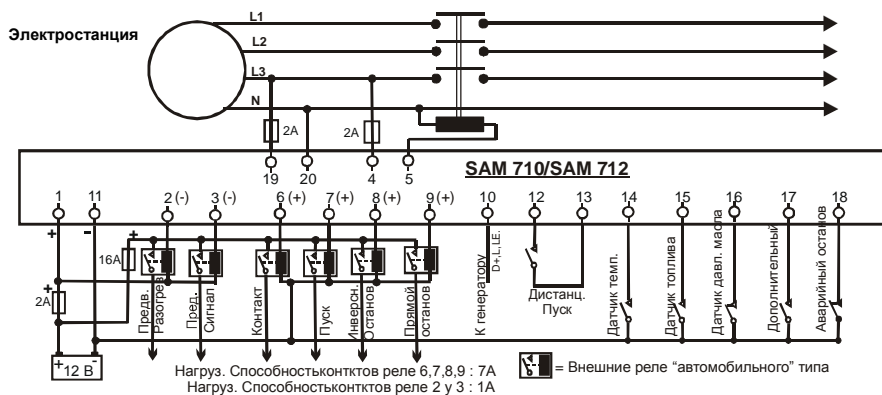 L1
Электростанция
L2
L3
N
2A
2A
19
20
4
5
SAM 710/SAM 712
1
11
2 (-)
3 (-)
6 (+)
7 (+)
8 (+)
9 (+)
10
12
13
14
15
16
17
18
+
-
+
16A
+
2A
Предв.
Разогрев
Пред.
Сигнал
Контакт
Пуск
Инверсн.
Останов
Прямой
останов
К генератору
D+,L,LE.
Дистанц.
Пуск
Датчик темп.
Датчик топлива
Датчик давл. масла
Дополнительный
Аварийный останов
+ 12 В -
Нагруз. Способностьконтктов реле 6,7,8,9 : 7А
Нагруз. Способностьконтктов реле 2 у 3 : 1А
= Внешние реле “автомобильного” типа